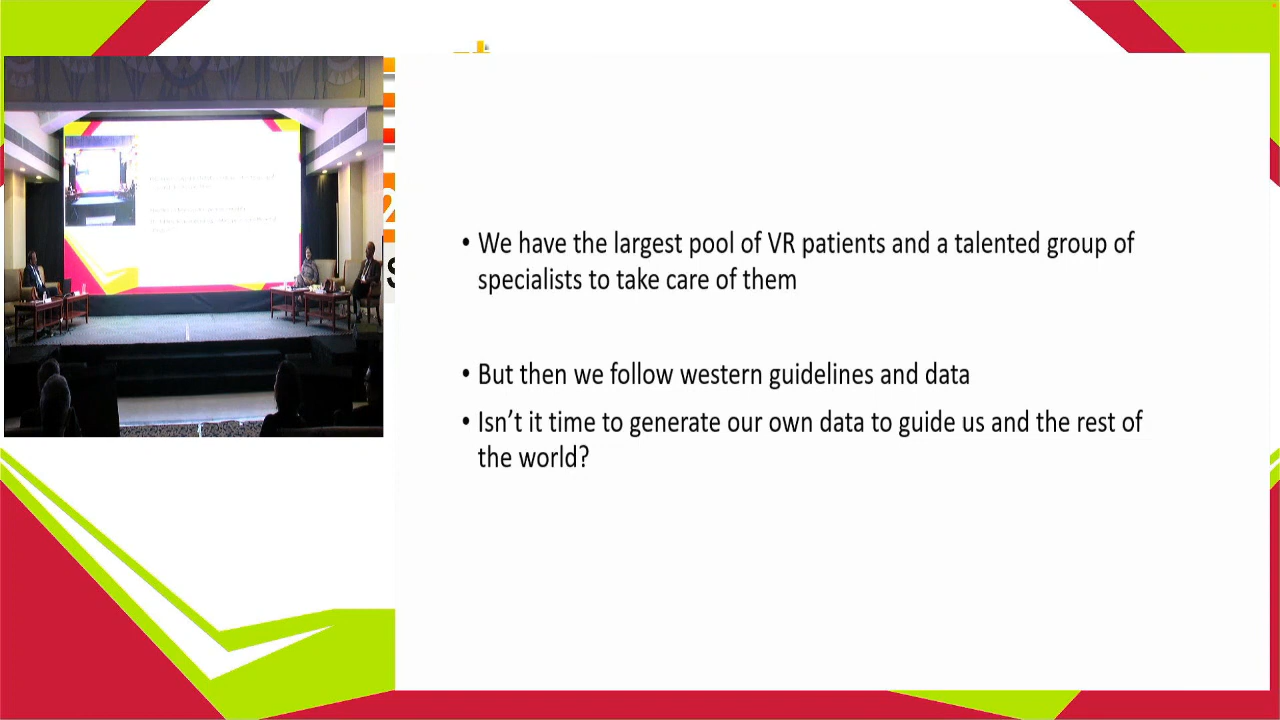 • We have the largest pool of VR patients and a talented group of
specialists to take care of them
• But then we follow western guidelines and data
• Isn't it time to generate our own data to guide us and the rest of
the world?
2
S